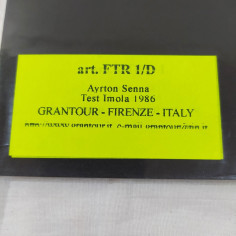 art. FTR 1/D
Ayrton Senna
Test Imola 1986
GRANTOUR - FIRENZE - ITALY